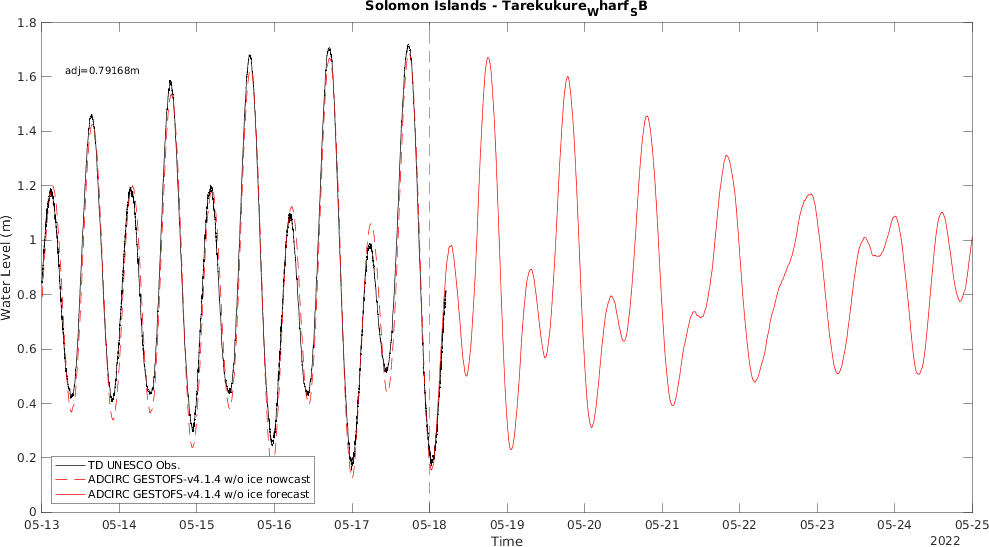 Solomon Islands - TarekukureWharfSB
1.8
1.6
1.4
1.2
1
0.8
0.6
0.4
0.2
0
Water Level (m)
adj=0.79168m
TD UNESCO Obs.
ADCIRC GESTOFS-v4.1.4 w/o ice nowcast
ADCIRC GESTOFS-v4.1.4 w/o ice forecast
05-13 05-14 05-15 05-16 05-17 05-18 05-19 05-20 05-21 05-22 05-23 05-24 05-25
Time
2022